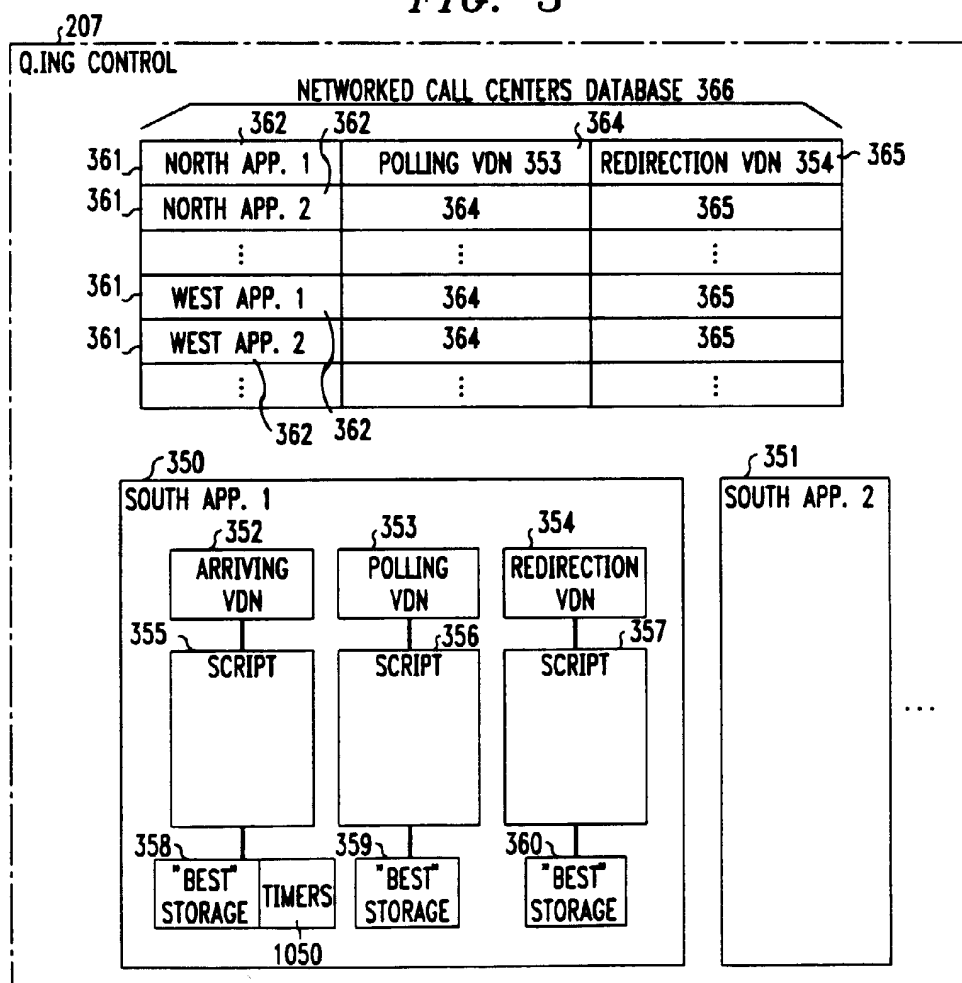 FIG. 3
207
Q.ING CONTROL
NETWORKED CALL CENTERS DATABASE 366
362 362 364
361 NORTH APP. 1 POLLING VDN 353 REDIRECTION VDN 354 365
361 NORTH APP. 2 364 365
⋮ ⋮ ⋮
361 WEST APP. 1 364 365
361 WEST APP. 2 364 365
⋮ ⋮ ⋮
362 362
350 351
SOUTH APP. 1 SOUTH APP. 2
352 353 354
ARRIVING POLLING REDIRECTION
VDN VDN VDN
355 356 357
SCRIPT SCRIPT SCRIPT
...
358 359 360
"BEST" TIMERS "BEST" "BEST"
STORAGE STORAGE STORAGE
1050